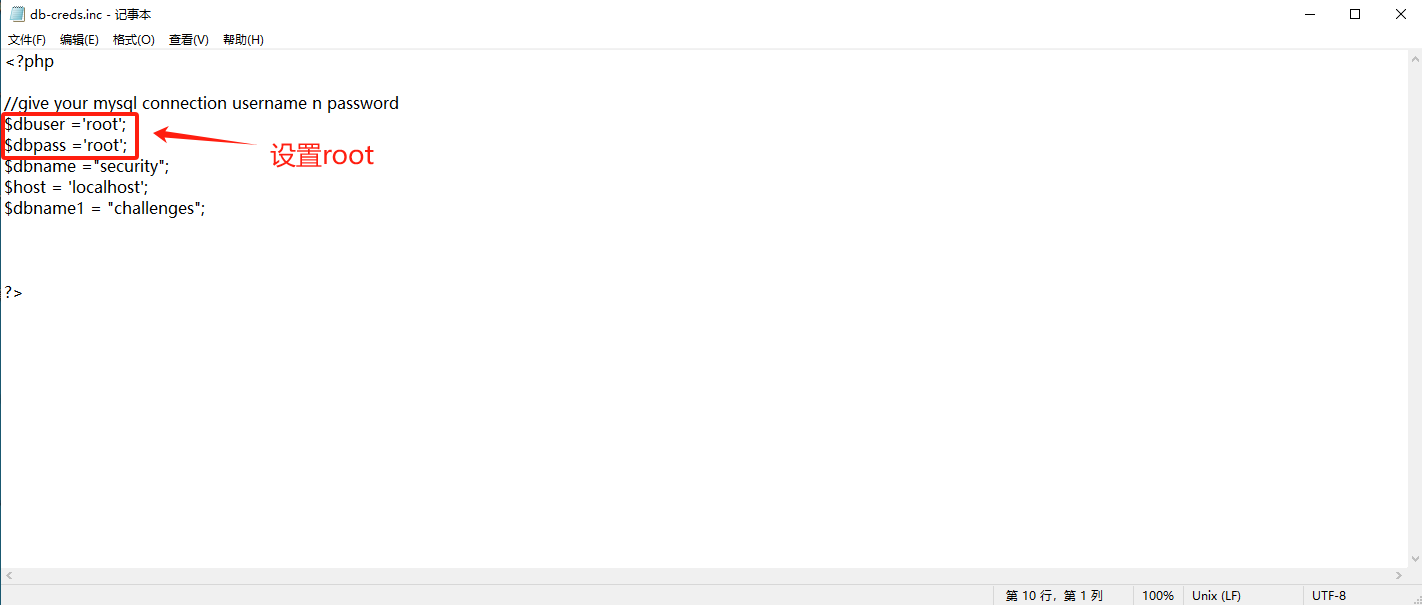 db-creds.inc - 记事本
文件(F) 编辑(E) 格式(O) 查看(V) 帮助(H)
<?php
//give your mysql connection username n password
$dbuser ='root';
$dbpass ='root';
设置root
$dbname ="security";
$host = 'localhost';
$dbname1 = "challenges";
?>
第 10 行，第 1 列 100% Unix (LF) UTF-8